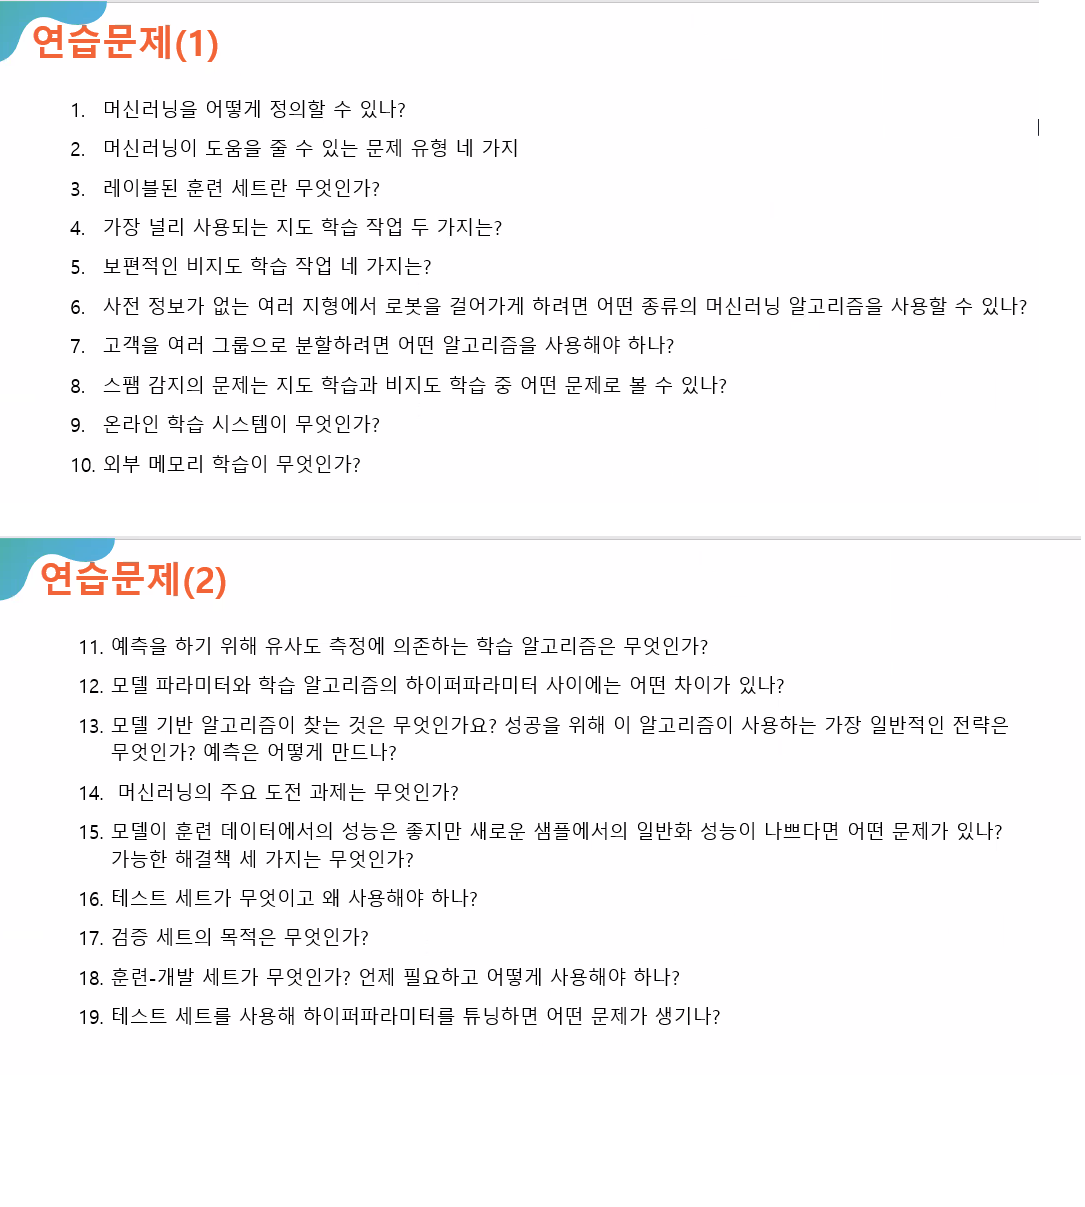 연습문제(1)
1. 머신러닝을 어떻게 정의할 수 있나?
2. 머신러닝이 도움을 줄 수 있는 문제 유형 네 가지
3. 레이블된 훈련 세트란 무엇인가?
4. 가장 널리 사용되는 지도 학습 작업 두 가지는?
5. 보편적인 비지도 학습 작업 네 가지는?
6. 사전 정보가 없는 여러 지형에서 로봇을 걸어가게 하려면 어떤 종류의 머신러닝 알고리즘을 사용할 수 있나?
7. 고객을 여러 그룹으로 분할하려면 어떤 알고리즘을 사용해야 하나?
8. 스팸 감지의 문제는 지도 학습과 비지도 학습 중 어떤 문제로 볼 수 있나?
9. 온라인 학습 시스템이 무엇인가?
10. 외부 메모리 학습이 무엇인가?
연습문제(2)
11. 예측을 하기 위해 유사도 측정에 의존하는 학습 알고리즘은 무엇인가?
12. 모델 파라미터와 학습 알고리즘의 하이퍼파라미터 사이에는 어떤 차이가 있나?
13. 모델 기반 알고리즘이 찾는 것은 무엇인가요? 성공을 위해 이 알고리즘이 사용하는 가장 일반적인 전략은
무엇인가? 예측은 어떻게 만드나?
14. 머신러닝의 주요 도전 과제는 무엇인가?
15. 모델이 훈련 데이터에서의 성능은 좋지만 새로운 샘플에서의 일반화 성능이 나쁘다면 어떤 문제가 있나?
가능한 해결책 세 가지는 무엇인가?
16. 테스트 세트가 무엇이고 왜 사용해야 하나?
17. 검증 세트의 목적은 무엇인가?
18. 훈련-개발 세트가 무엇인가? 언제 필요하고 어떻게 사용해야 하나?
19. 테스트 세트를 사용해 하이퍼파라미터를 튜닝하면 어떤 문제가 생기나?